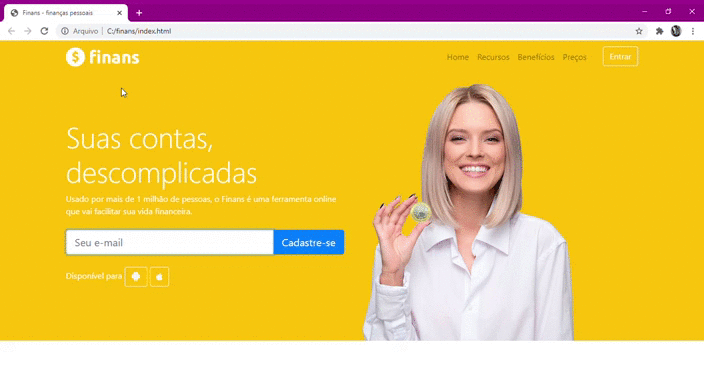 Finans - finanças pessoais
Arquivo | C:/finans/index.html
finans
Home Recursos Benefícios Preços Entrar
Suas contas,
descomplicadas
Usado por mais de 1 milhão de pessoas, o Finans é uma ferramenta online
que vai facilitar sua vida financeira.
Seu e-mail Cadastre-se
Disponível para